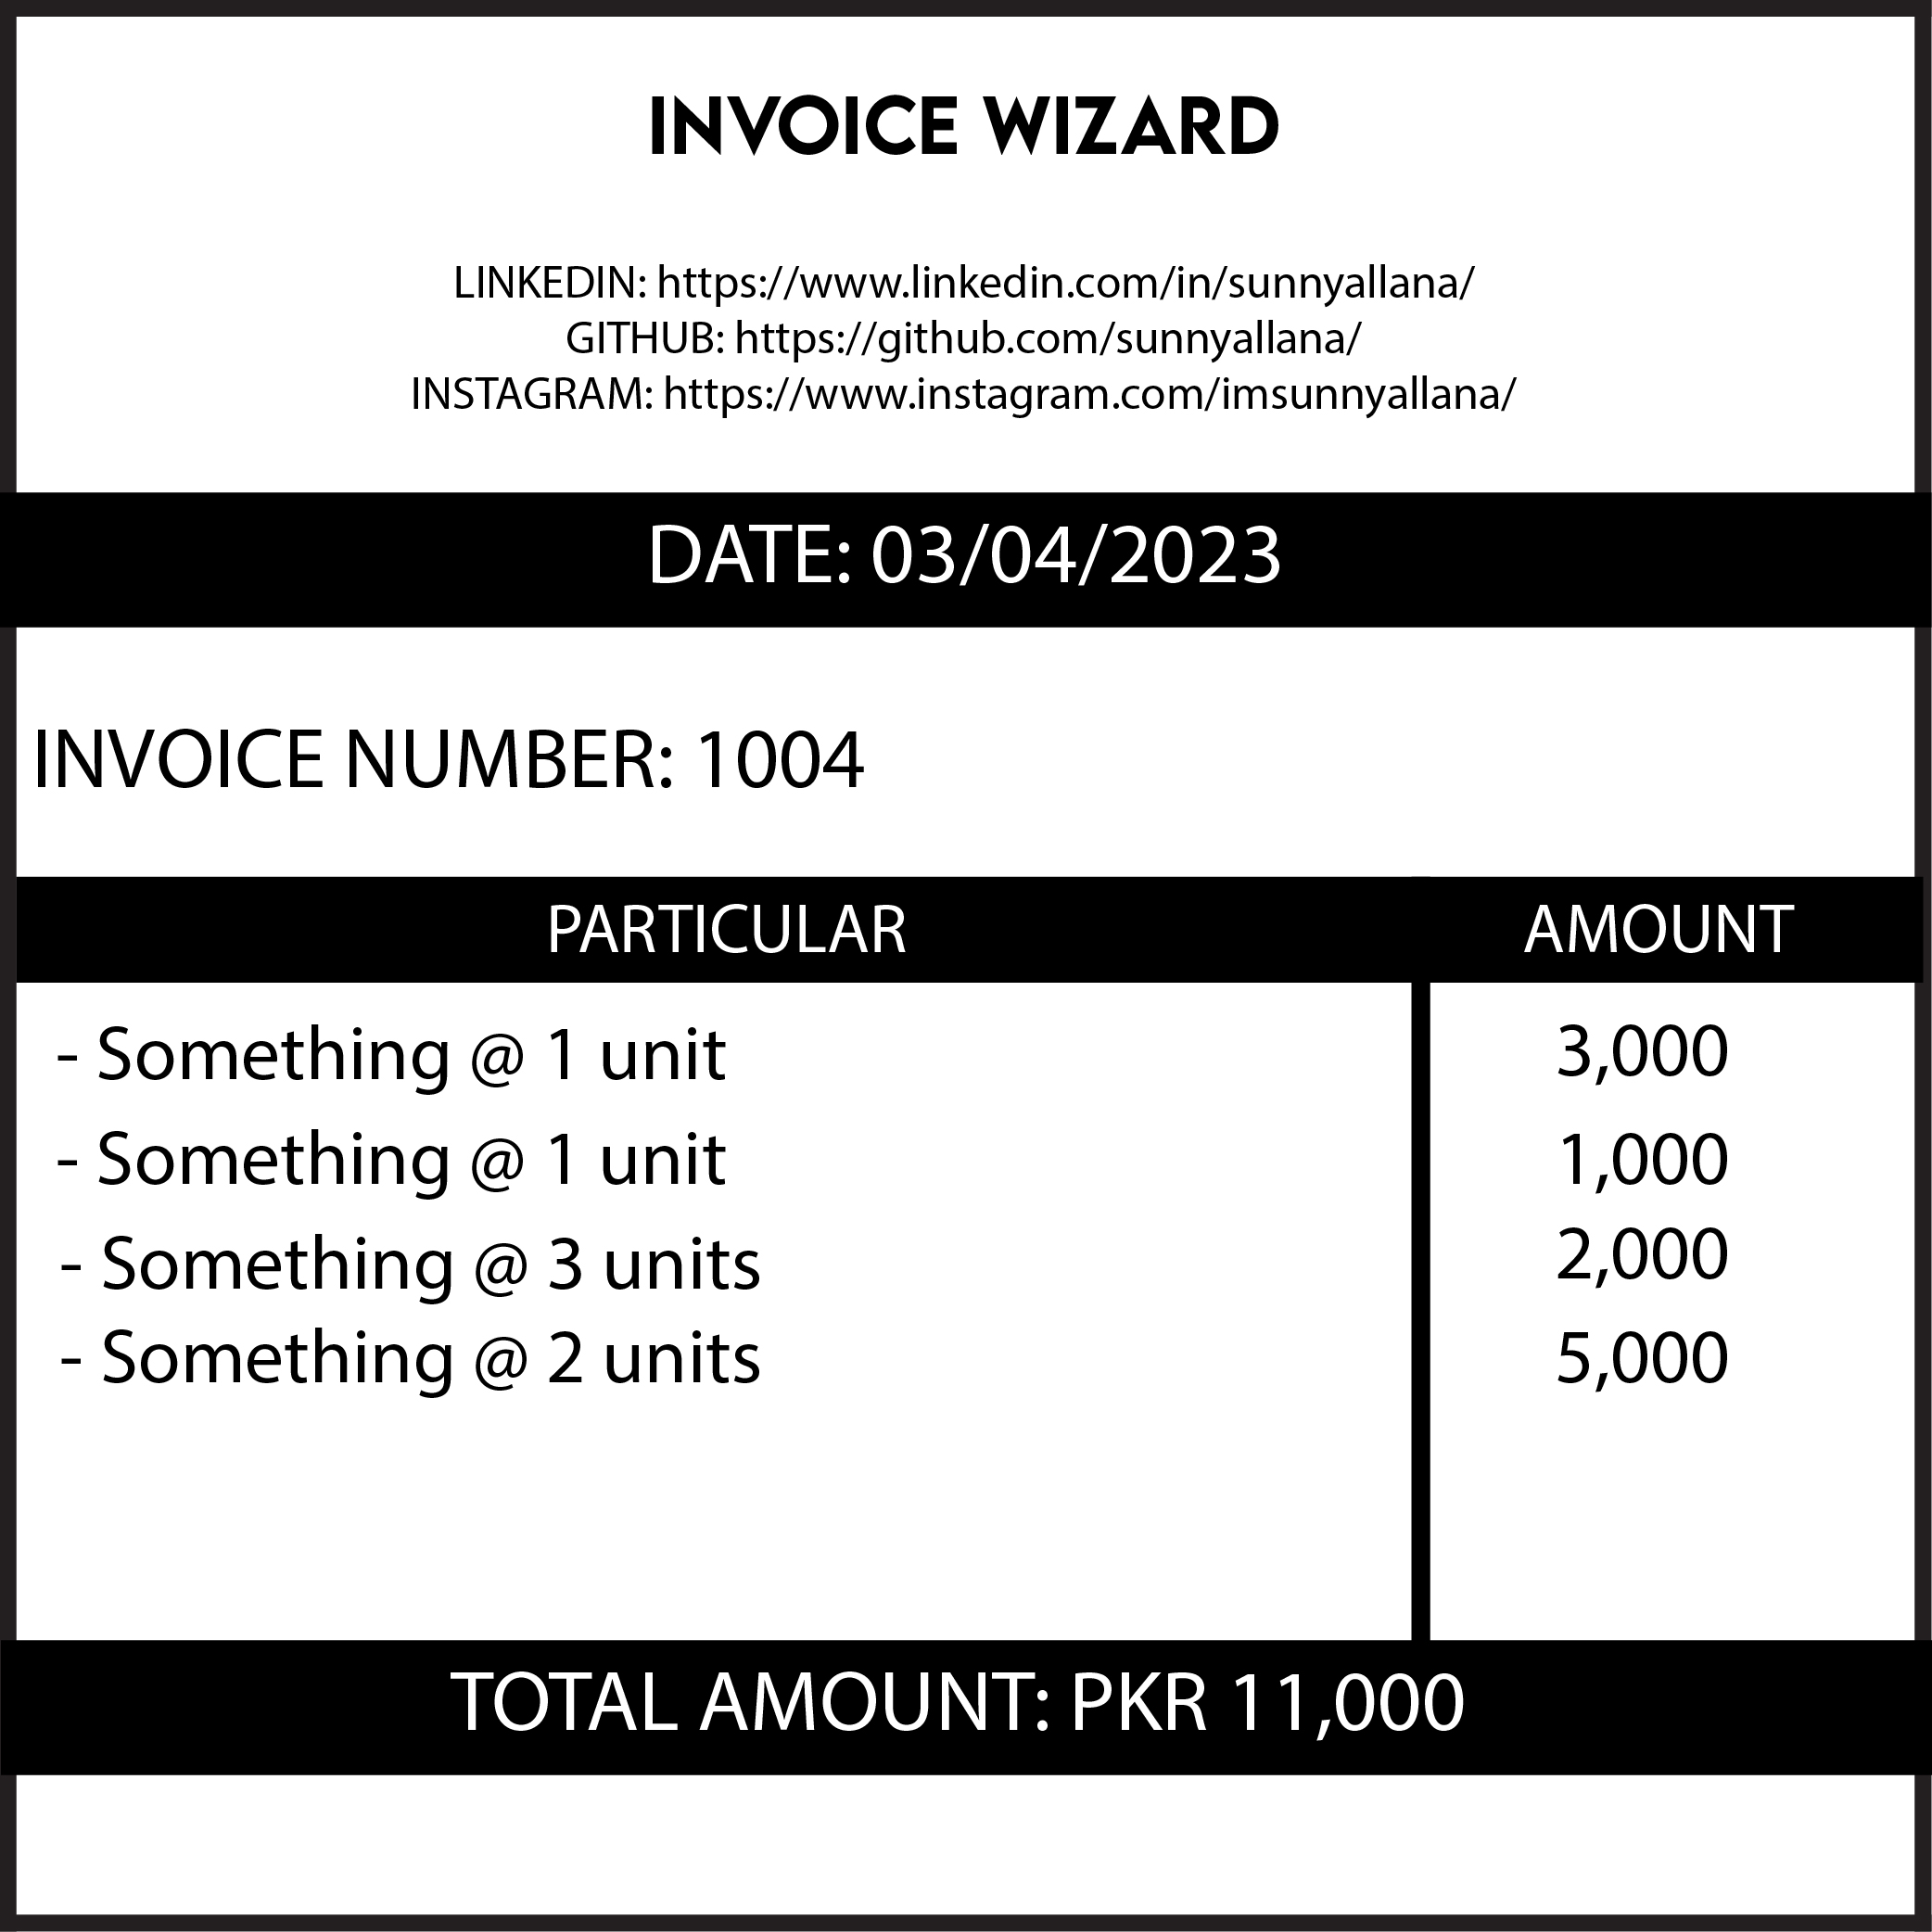 INVOICE WIZARD
LINKEDIN: https://www.linkedin.com/in/sunnyallana/
GITHUB: https://github.com/sunnyallana/
INSTAGRAM: https://www.instagram.com/imsunnyallana/
DATE: 03/04/2023
INVOICE NUMBER: 1004
PARTICULAR AMOUNT
- Something @ 1 unit 3,000
- Something @ 1 unit 1,000
- Something @ 3 units 2,000
- Something @ 2 units 5,000
TOTAL AMOUNT: PKR 11,000